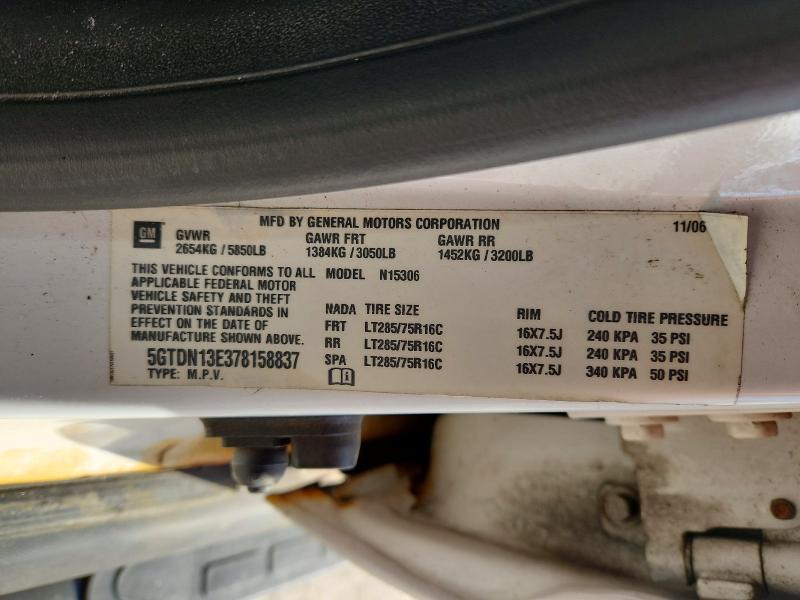 MFD BY GENERAL MOTORS CORPORATION 11/06
GM GVWR GAWR FRT GAWR RR
2654KG / 5850LB 1384KG / 3050LB 1452KG / 3200LB
THIS VEHICLE CONFORMS TO ALL MODEL N15306
APPLICABLE FEDERAL MOTOR
VEHICLE SAFETY AND THEFT
PREVENTION STANDARDS IN NADA TIRE SIZE RIM COLD TIRE PRESSURE
EFFECT ON THE DATE OF FRT LT285/75R16C 16X7.5J 240 KPA 35 PSI
MANUFACTURE SHOWN ABOVE. RR LT285/75R16C 16X7.5J 240 KPA 35 PSI
5GTDN13E378158837 SPA LT285/75R16C 16X7.5J 340 KPA 50 PSI
TYPE: M.P.V.